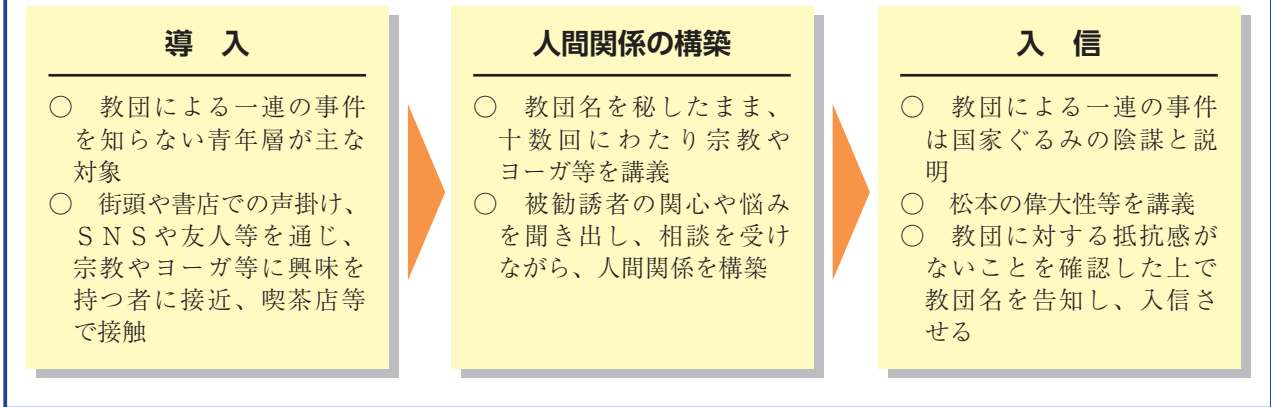 導　入
○　教団による一連の事件
を知らない青年層が主な
対象
○　街頭や書店での声掛け、
ＳＮＳや友人等を通じ、
宗教やヨーガ等に興味を
持つ者に接近、喫茶店等
で接触
人間関係の構築
○　教団名を秘したまま、
十数回にわたり宗教や
ヨーガ等を講義
○　被勧誘者の関心や悩み
を聞き出し、相談を受け
ながら、人間関係を構築
入　信
○　教団による一連の事件
は国家ぐるみの陰謀と説
明
○　松本の偉大性等を講義
○　教団に対する抵抗感が
ないことを確認した上で
教団名を告知し、入信さ
せる